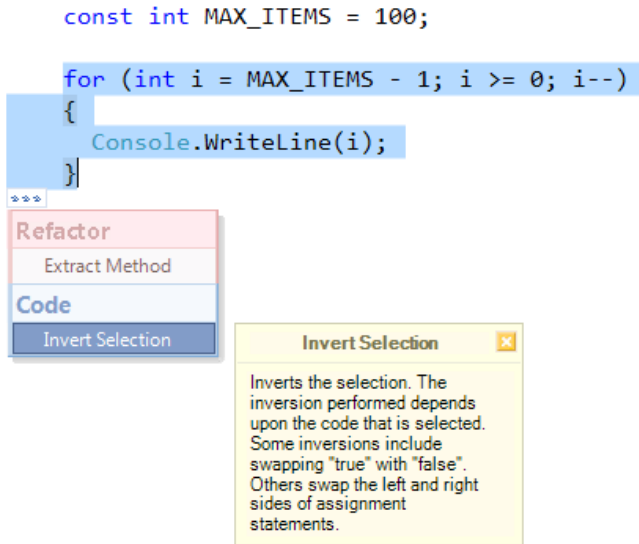 const int MAX_ITEMS = 100;
for (int i = MAX_ITEMS - 1; i >= 0; i--)
{
Console.WriteLine(i);
}
Refactor
Extract Method
Code
Invert Selection
Invert Selection
Inverts the selection. The
inversion performed depends
upon the code that is selected.
Some inversions include
swapping "true" with "false".
Others swap the left and right
sides of assignment
statements.